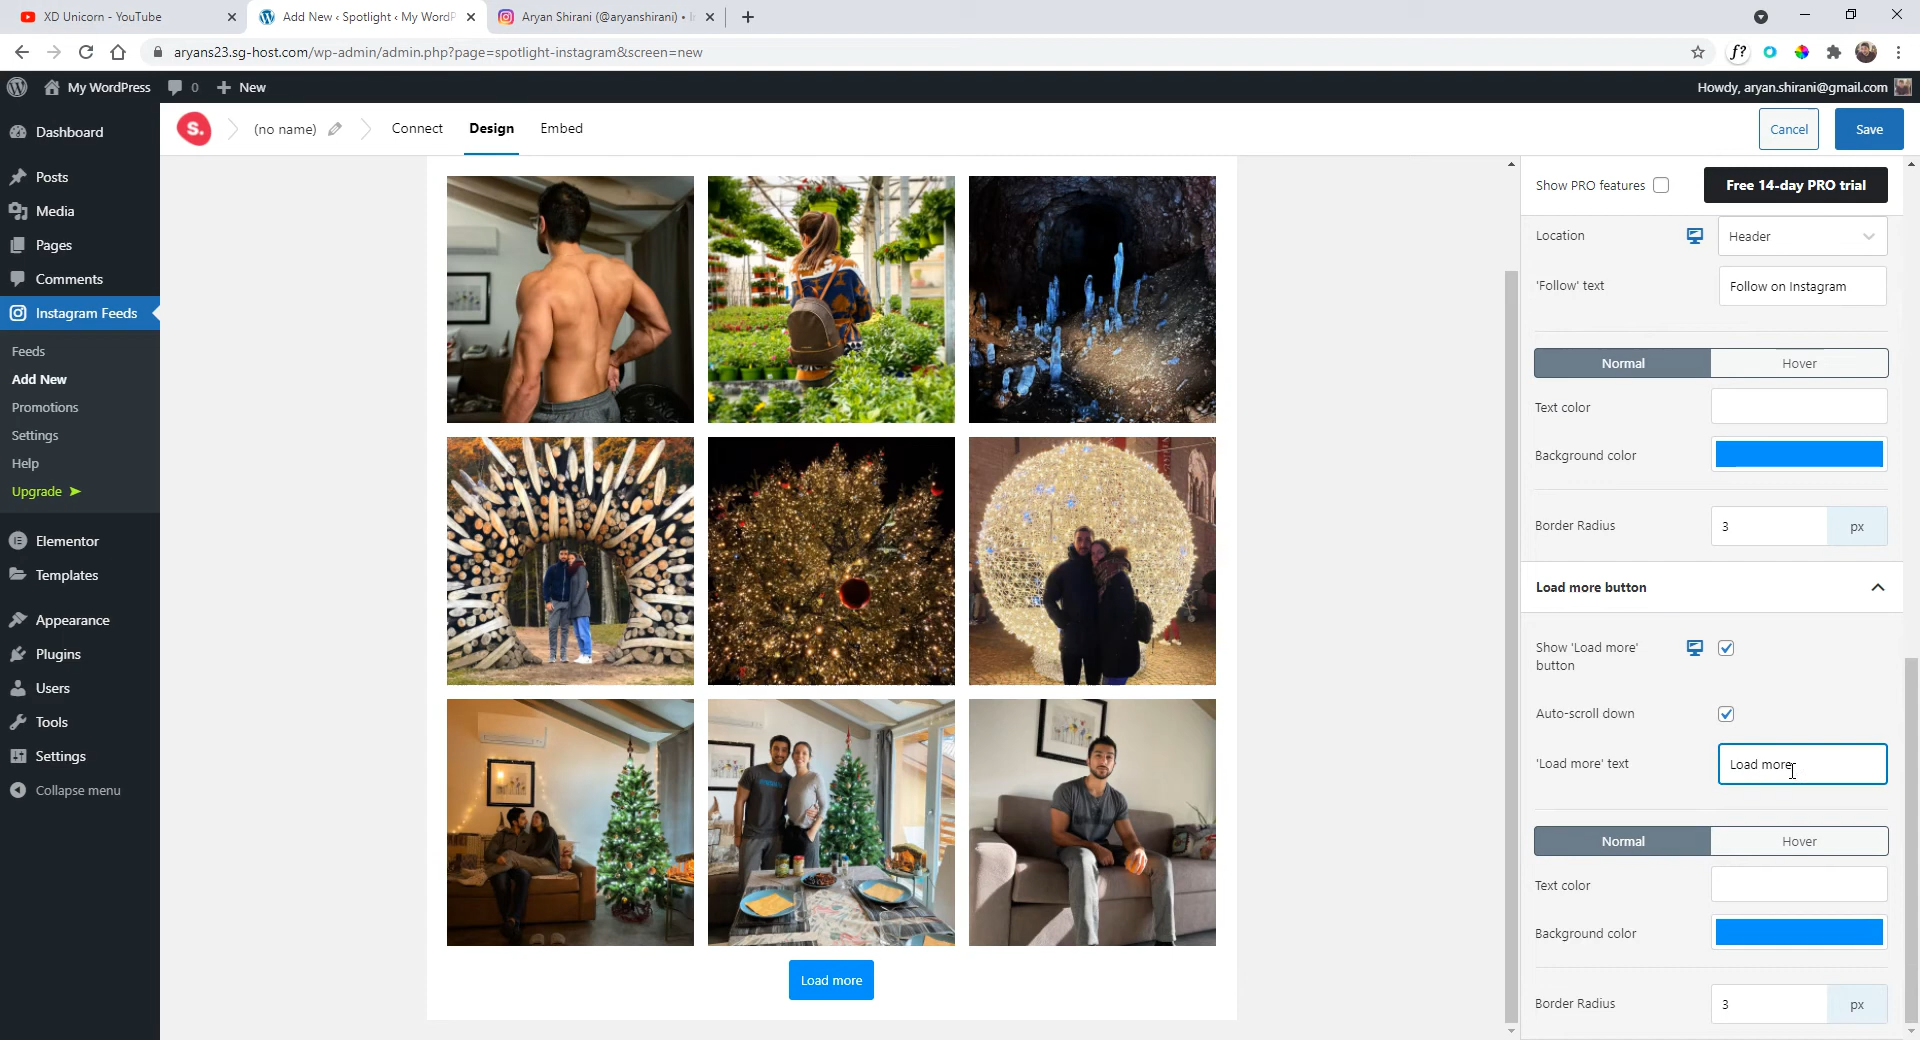 XD Unicorn - YouTube
Add New ‹ Spotlight ‹ My WordP
Aryan Shirani (@aryanshirani) •
aryans23.sg-host.com/wp-admin/admin.php?page=spotlight-instagram&screen=new
f?
My WordPress
0
New
Howdy, aryan.shirani@gmail.com
S.
(no name)
Connect
Design
Embed
Cancel
Save
Dashboard
Posts
Media
Pages
Comments
Instagram Feeds
Feeds
Add New
Promotions
Settings
Help
Upgrade ➤
Elementor
Templates
Appearance
Plugins
Users
Tools
Settings
Collapse menu
Load more
Show PRO features
Free 14-day PRO trial
Location
Header
'Follow' text
Follow on Instagram
Normal
Hover
Text color
Background color
Border Radius
3
px
Load more button
Show 'Load more'
button
Auto-scroll down
'Load more' text
Load more
Normal
Hover
Text color
Background color
Border Radius
3
px